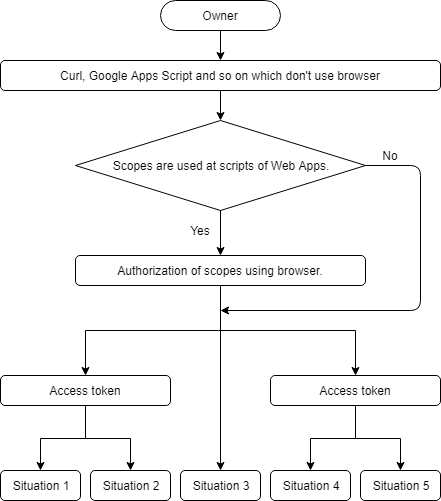 Owner
Curl, Google Apps Script and so on which don't use browser
Scopes are used at scripts of Web Apps.
No
Yes
Authorization of scopes using browser.
Access token
Access token
Situation 1
Situation 2
Situation 3
Situation 4
Situation 5